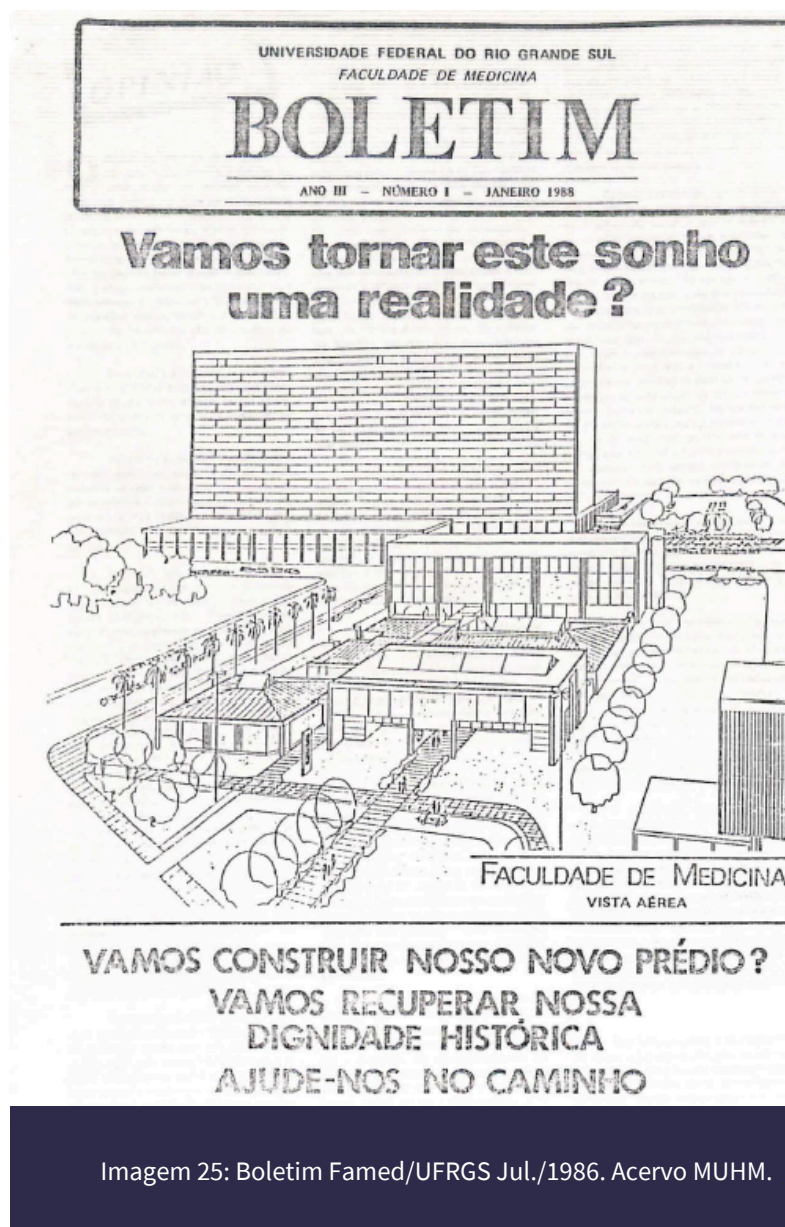 UNIVERSIDADE FEDERAL DO RIO GRANDE SUL
FACULDADE DE MEDICINA
BOLETIM
ANO III – NÚMERO I – JANEIRO 1988
Vamos tornar este sonho
uma realidade?
FACULDADE DE MEDICINA
VISTA AÉREA
VAMOS CONSTRUIR NOSSO NOVO PRÉDIO?
VAMOS RECUPERAR NOSSA
DIGNIDADE HISTÓRICA
AJUDE-NOS NO CAMINHO
Imagem 25: Boletim Famed/UFRGS Jul./1986. Acervo MUHM.